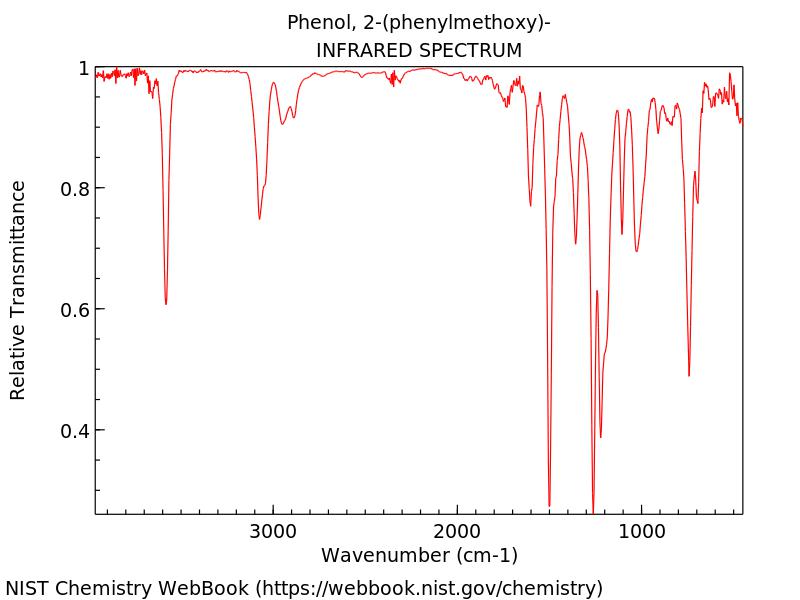 Phenol, 2-(phenylmethoxy)-
INFRARED SPECTRUM
1
0.8
0.6
0.4
Relative Transmittance
3000
2000
1000
Wavenumber (cm-1)
NIST Chemistry WebBook (https://webbook.nist.gov/chemistry)